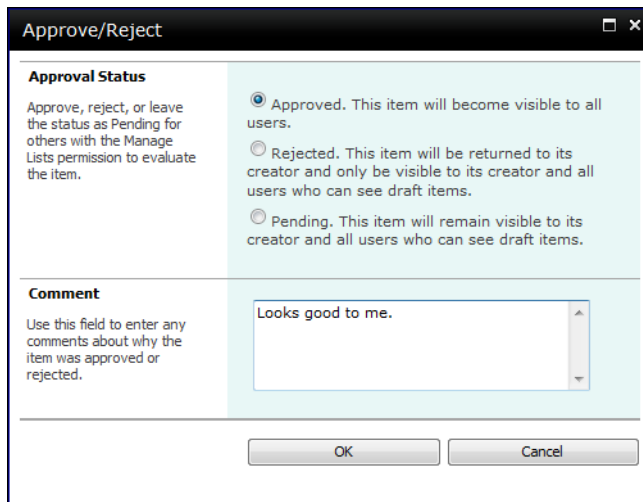 Approve/Reject
Approval Status
Approve, reject, or leave
the status as Pending for
others with the Manage
Lists permission to evaluate
the item.
Approved. This item will become visible to all
users.
Rejected. This item will be returned to its
creator and only be visible to its creator and all
users who can see draft items.
Pending. This item will remain visible to its
creator and all users who can see draft items.
Comment
Use this field to enter any
comments about why the
item was approved or
rejected.
Looks good to me.
OK
Cancel